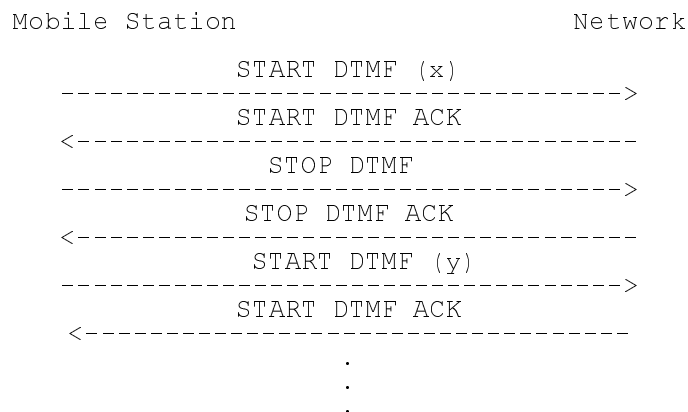 Mobile Station Network
START DTMF (x)
----------------------------------->
START DTMF ACK
<-----------------------------------
STOP DTMF
----------------------------------->
STOP DTMF ACK
<-----------------------------------
START DTMF (y)
----------------------------------->
START DTMF ACK
<----------------------------------
.
.
.